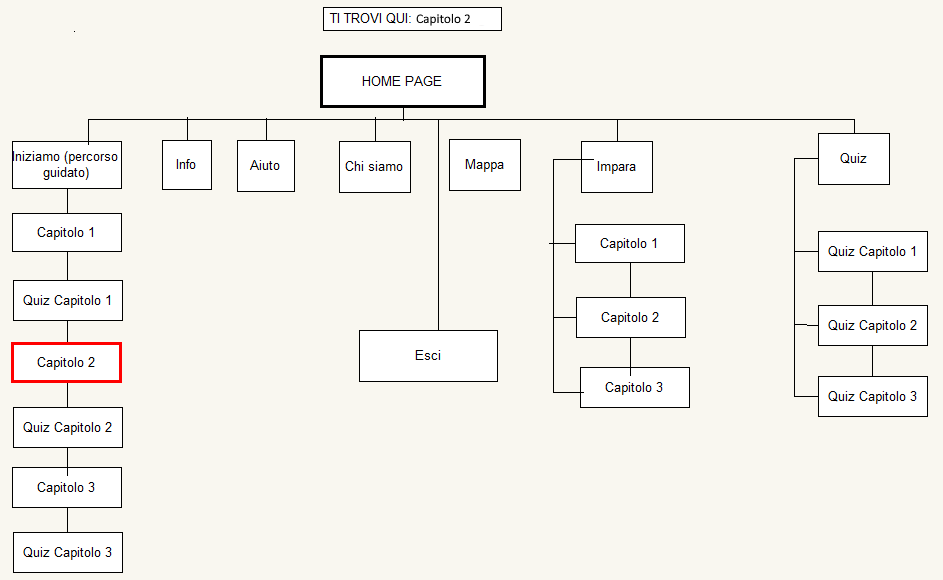 TI TROVI QUI: Capitolo 2
HOME PAGE
Iniziamo (percorso
guidato)
Info
Aiuto
Chi siamo
Mappa
Impara
Quiz
Capitolo 1
Quiz Capitolo 1
Capitolo 2
Quiz Capitolo 2
Capitolo 3
Quiz Capitolo 3
Esci
Capitolo 1
Capitolo 2
Capitolo 3
Quiz Capitolo 1
Quiz Capitolo 2
Quiz Capitolo 3